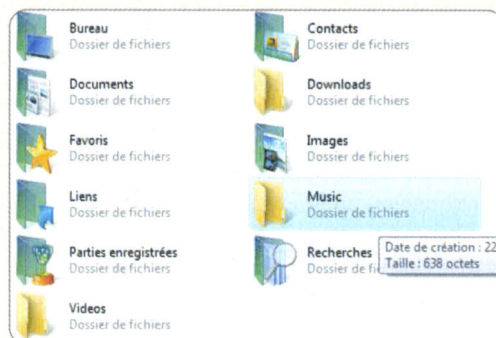 Bureau
Dossier de fichiers
Contacts
Dossier de fichiers
Documents
Dossier de fichiers
Downloads
Dossier de fichiers
Favoris
Dossier de fichiers
Images
Dossier de fichiers
Liens
Dossier de fichiers
Music
Dossier de fichiers
Parties enregistrées
Dossier de fichiers
Recherches
Dossier de fi
Date de création : 22
Taille : 638 octets
Videos
Dossier de fichiers